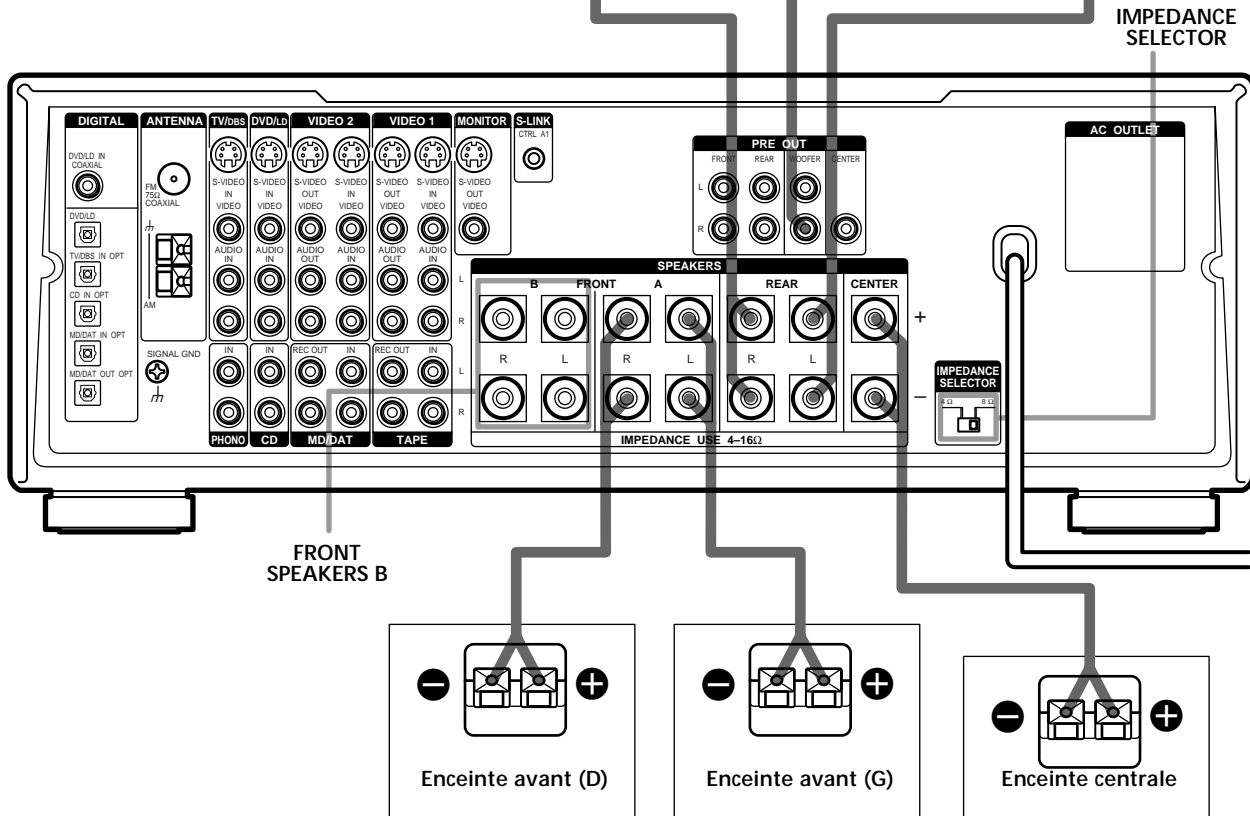 IMPEDANCE
SELECTOR
DIGITAL
DVD/LD IN
COAXIAL
DVD/LD
TV/DBS IN OPT
CD IN OPT
MD/DAT IN OPT
MD/DAT OUT OPT
ANTENNA
FM
75Ω
COAXIAL
AM
SIGNAL GND
TV/DBS DVD/LD VIDEO 2 VIDEO 1 MONITOR S-LINK
CTRL A1
S-VIDEO S-VIDEO S-VIDEO S-VIDEO S-VIDEO S-VIDEO S-VIDEO
IN IN OUT IN OUT IN OUT
VIDEO VIDEO VIDEO VIDEO VIDEO VIDEO VIDEO
AUDIO AUDIO AUDIO AUDIO AUDIO AUDIO
IN IN OUT IN OUT IN
L
R
IN IN REC OUT IN REC OUT IN
L
R
PHONO CD MD/DAT TAPE
PRE OUT
FRONT REAR WOOFER CENTER
L
R
AC OUTLET
SPEAKERS
B FRONT A REAR CENTER
+
R L R L R L
–
IMPEDANCE USE 4–16Ω
IMPEDANCE
SELECTOR
4 Ω 8 Ω
FRONT
SPEAKERS B
– +
Enceinte avant (D)
– +
Enceinte avant (G)
– +
Enceinte centrale